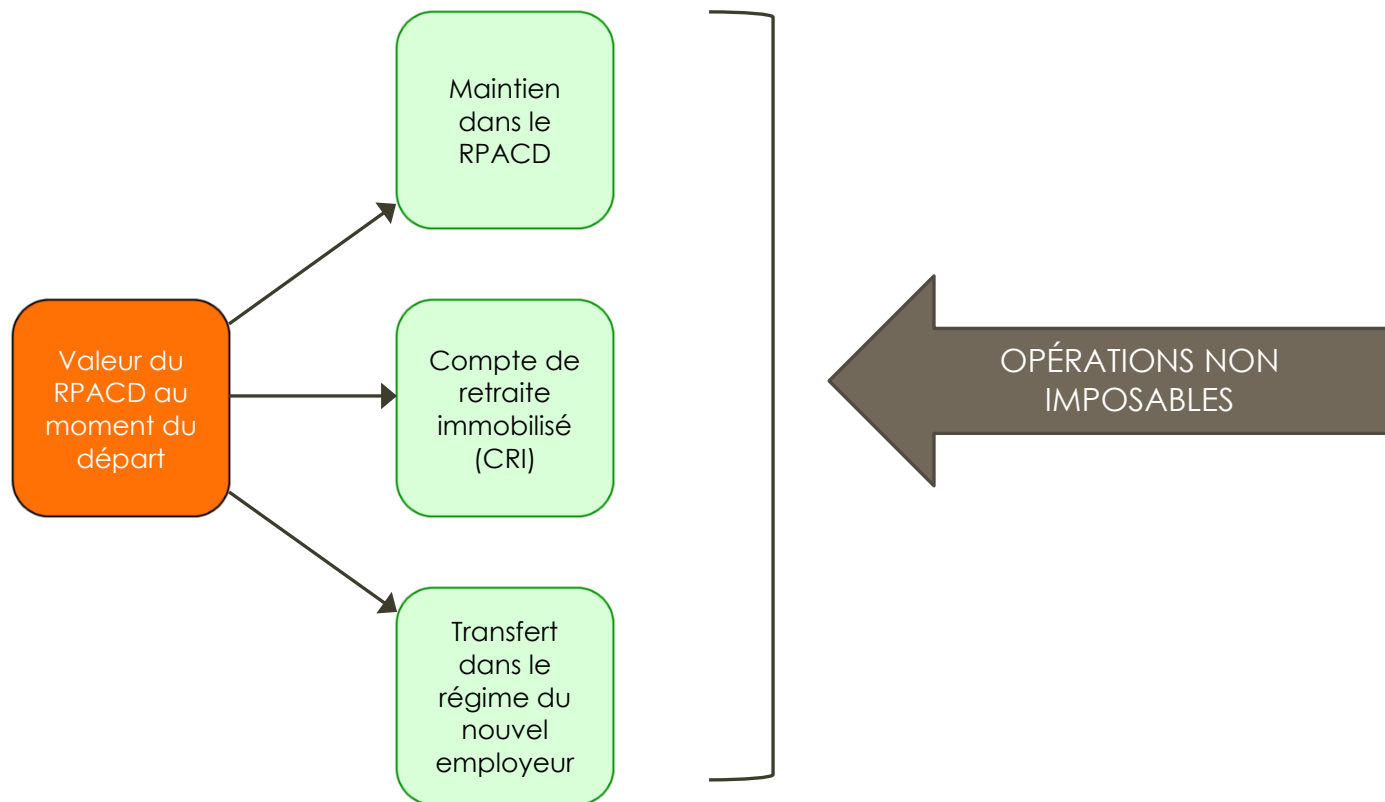 Maintien
dans le
RPACD
Valeur du
RPACD au
moment du
départ
Compte de
retraite
immobilisé
(CRI)
OPÉRATIONS NON
IMPOSABLES
Transfert
dans le
régime du
nouvel
employeur